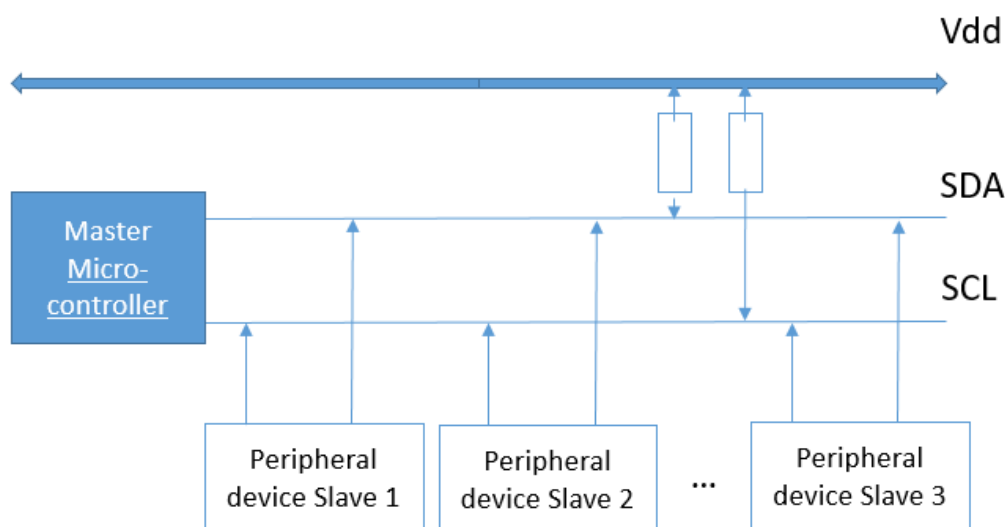 Vdd
SDA
Master
Micro-
controller
SCL
Peripheral
device Slave 1
Peripheral
device Slave 2
...
Peripheral
device Slave 3